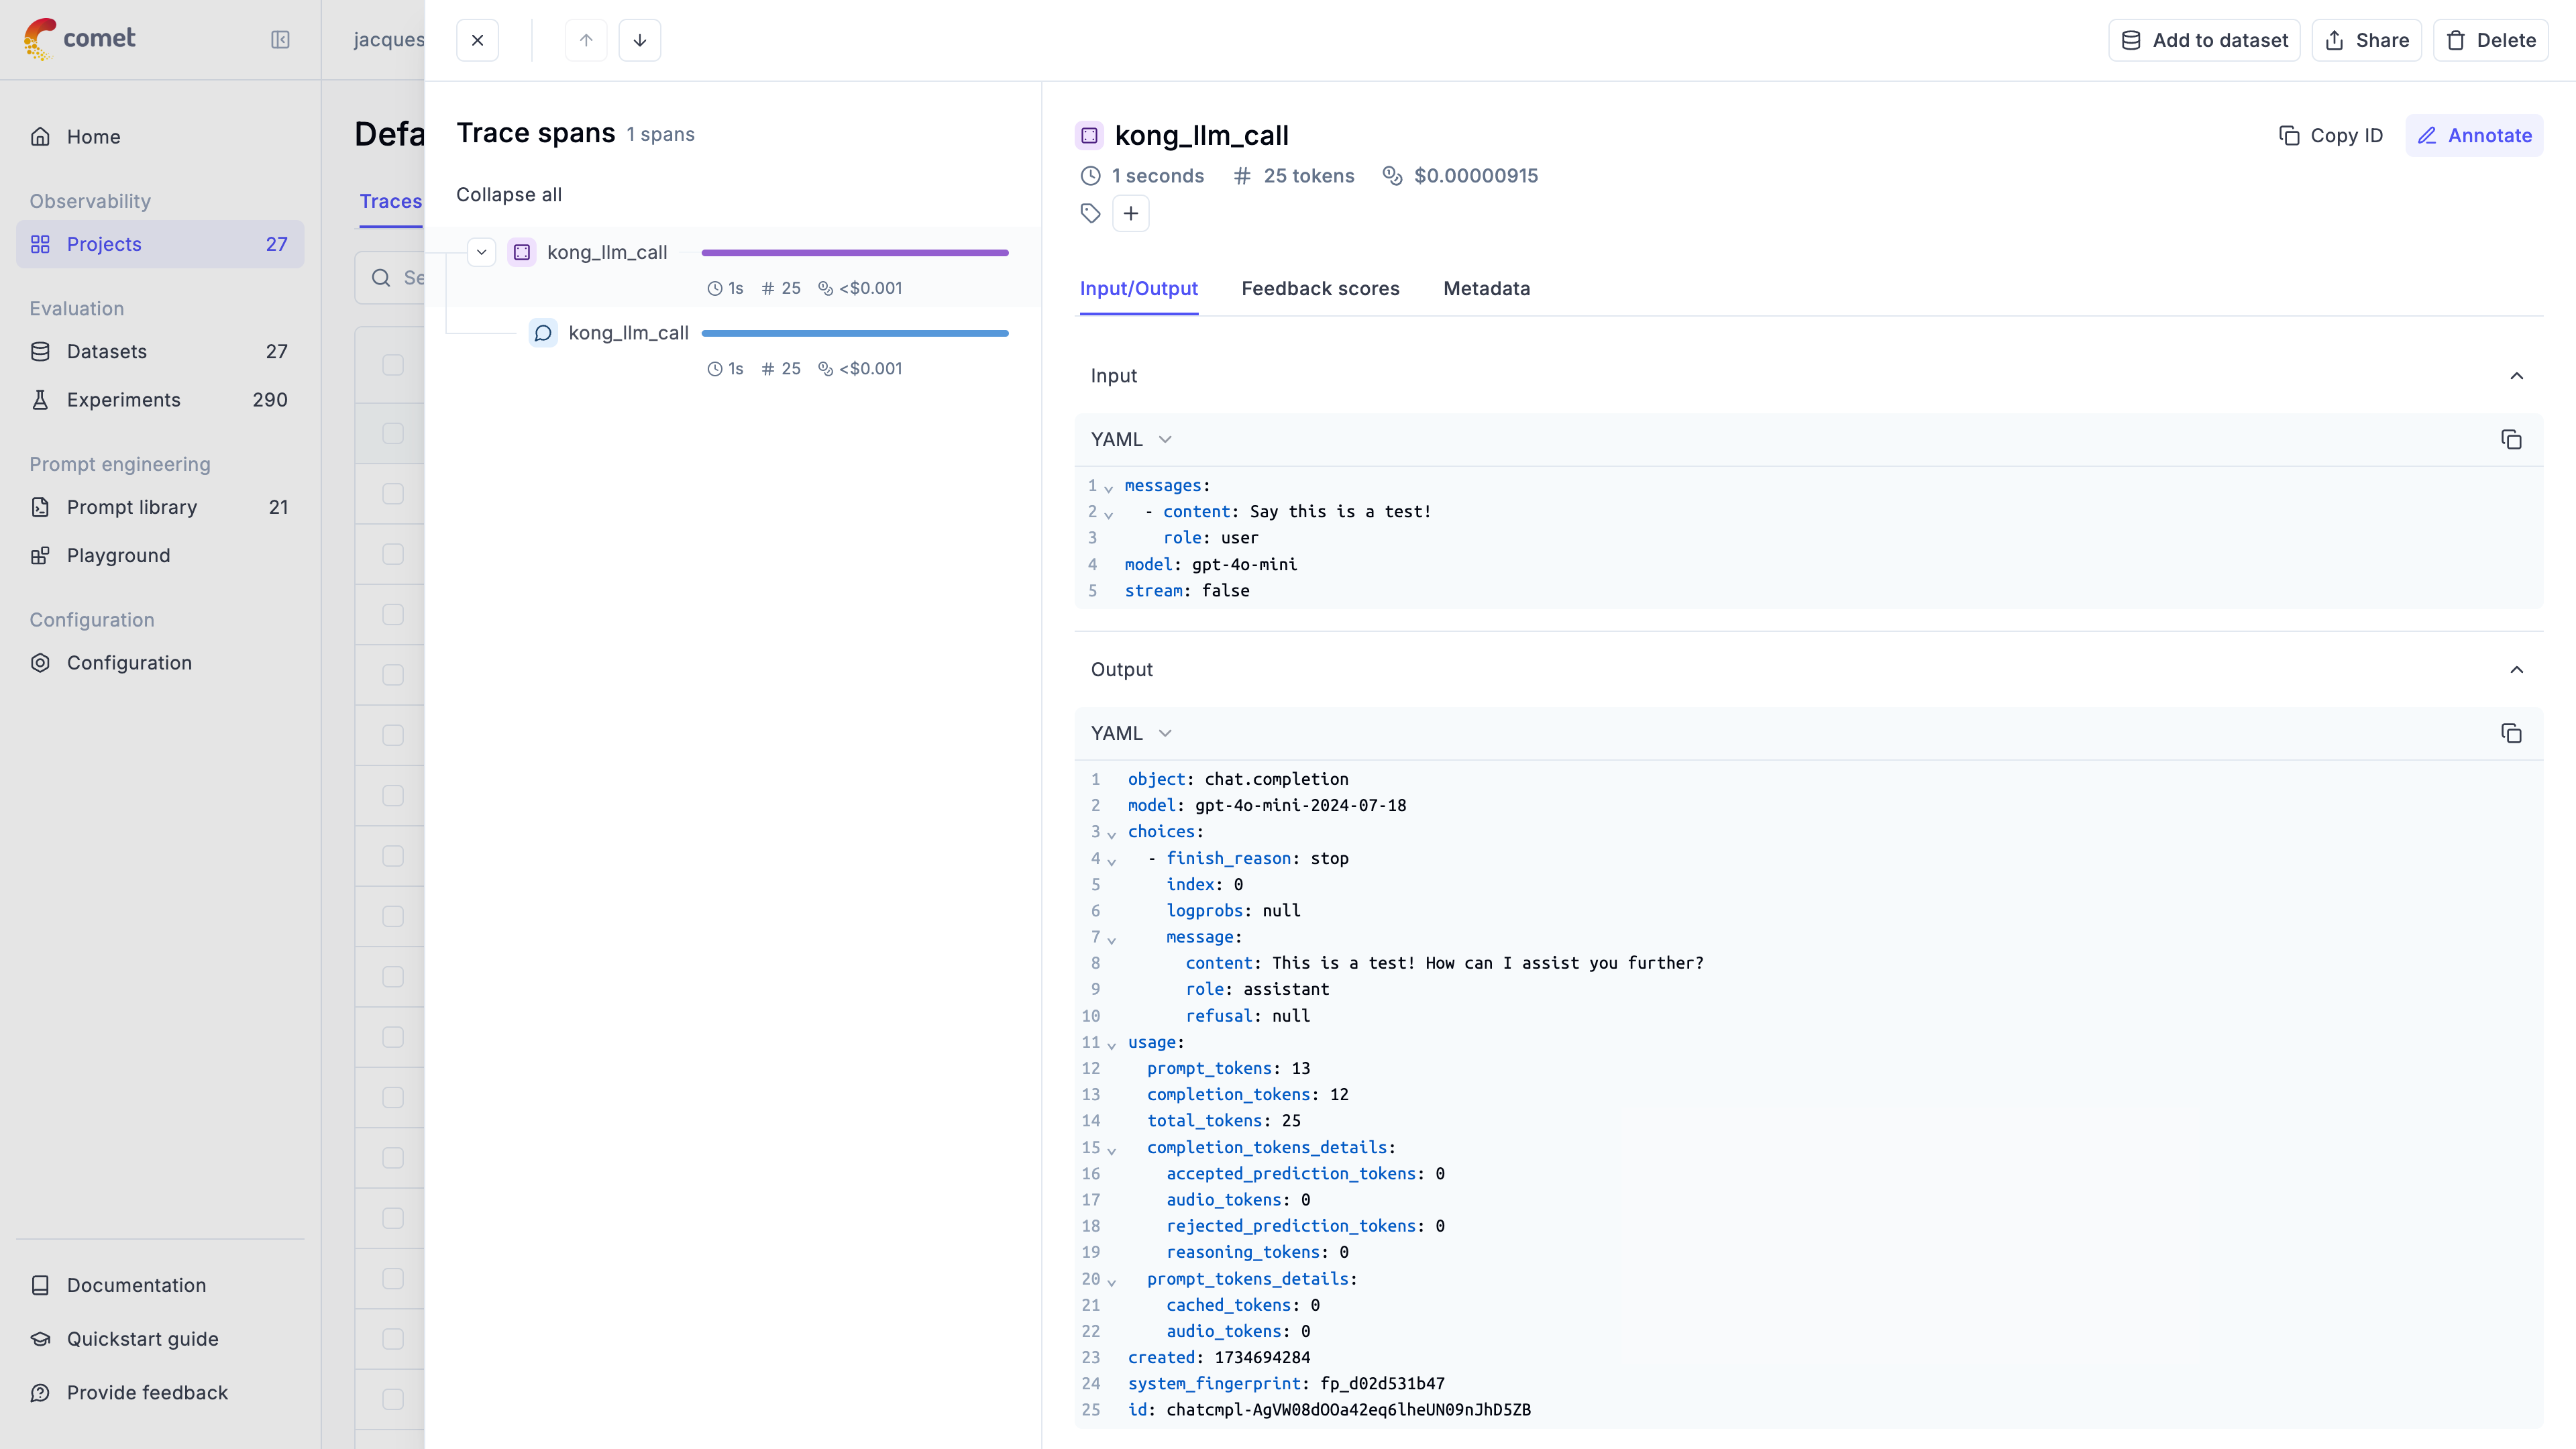 comet
Home
Observability
Projects 27
Evaluation
Datasets 27
Experiments 290
Prompt engineering
Prompt library 21
Playground
Configuration
Configuration
Documentation
Quickstart guide
Provide feedback
jacques
Defa
Traces
Se
Add to dataset
Share
Delete
Trace spans 1 spans
Collapse all
kong_llm_call
1s # 25 <$0.001
kong_llm_call
1s # 25 <$0.001
kong_llm_call
Copy ID
Annotate
1 seconds # 25 tokens $0.00000915
Input/Output Feedback scores Metadata
Input
YAML
1 messages:
2 - content: Say this is a test!
3 role: user
4 model: gpt-4o-mini
5 stream: false
Output
YAML
1 object: chat.completion
2 model: gpt-4o-mini-2024-07-18
3 choices:
4 - finish_reason: stop
5 index: 0
6 logprobs: null
7 message:
8 content: This is a test! How can I assist you further?
9 role: assistant
10 refusal: null
11 usage:
12 prompt_tokens: 13
13 completion_tokens: 12
14 total_tokens: 25
15 completion_tokens_details:
16 accepted_prediction_tokens: 0
17 audio_tokens: 0
18 rejected_prediction_tokens: 0
19 reasoning_tokens: 0
20 prompt_tokens_details:
21 cached_tokens: 0
22 audio_tokens: 0
23 created: 1734694284
24 system_fingerprint: fp_d02d531b47
25 id: chatcmpl-AgVW08dOOa42eq6lheUN09nJhD5ZB